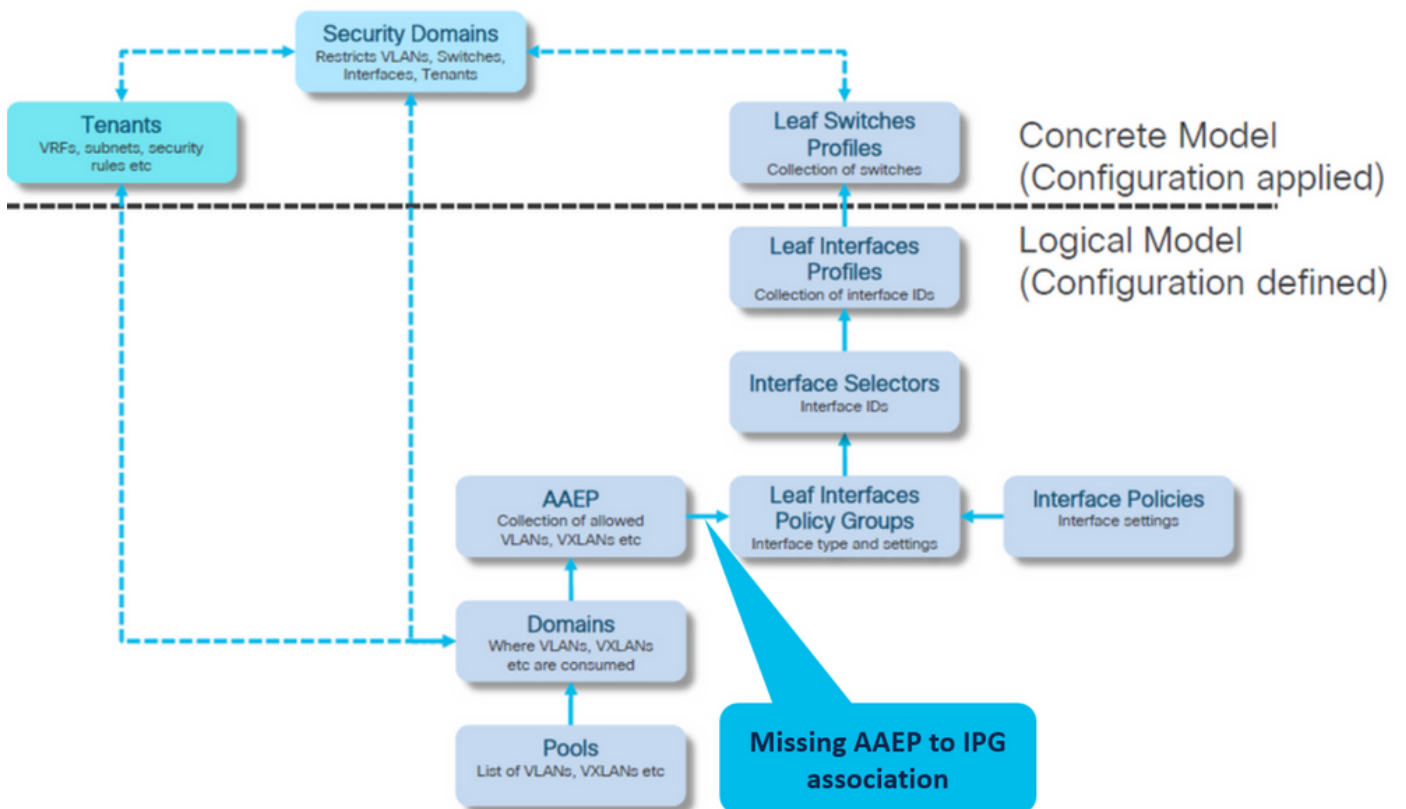 Security Domains
Restricts VLANs, Switches,
Interfaces, Tenants
Tenants
VRFs, subnets, security
rules etc
Leaf Switches
Profiles
Collection of switches
Concrete Model
(Configuration applied)
Leaf Interfaces
Profiles
Collection of interface IDs
Logical Model
(Configuration defined)
Interface Selectors
Interface IDs
AAEP
Collection of allowed
VLANs, VXLANs etc
Leaf Interfaces
Policy Groups
Interface type and settings
Interface Policies
Interface settings
Domains
Where VLANs, VXLANs
etc are consumed
Pools
List of VLANs, VXLANs etc
Missing AAEP to IPG
association